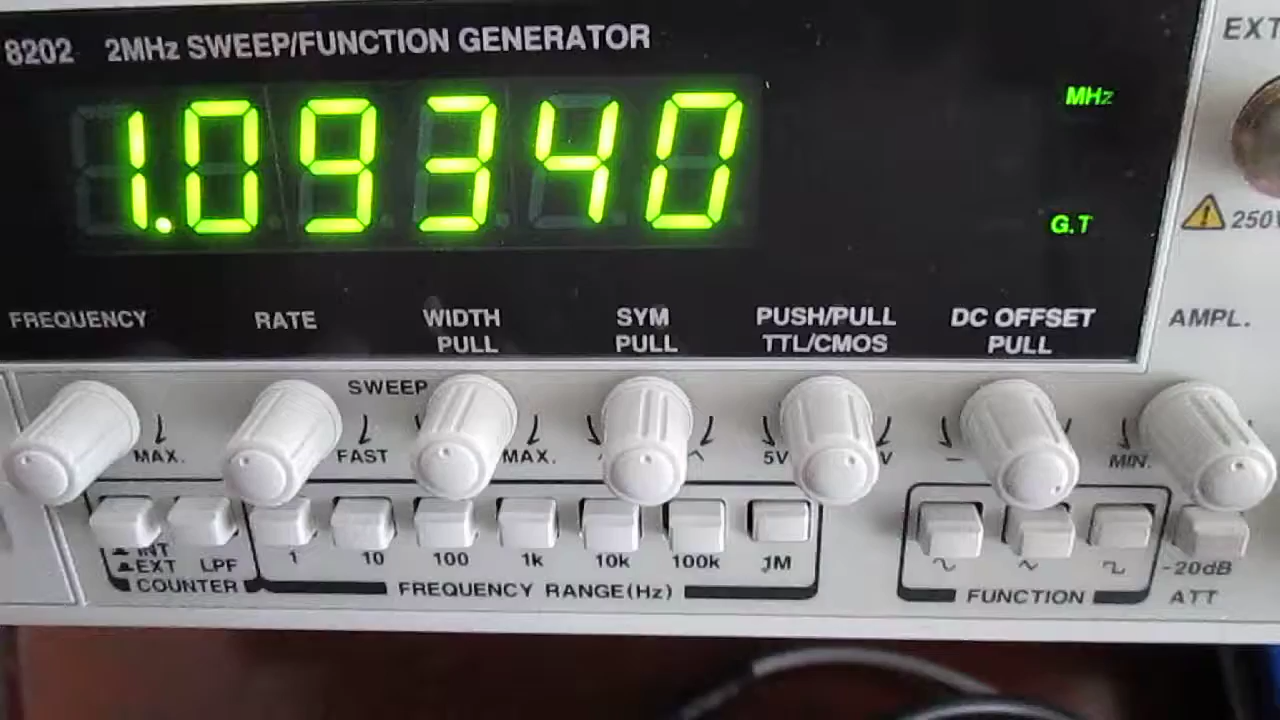 8202 2MHz SWEEP/FUNCTION GENERATOR
EXT
1.09340
MHz
G.T
250V
FREQUENCY RATE WIDTH PULL SYM PULL PUSH/PULL TTL/CMOS DC OFFSET PULL AMPL.
SWEEP
MAX. FAST MAX. 5V MIN.
INT
EXT LPF 1 10 100 1k 10k 100k 1M -20dB
COUNTER FREQUENCY RANGE(Hz) FUNCTION ATT